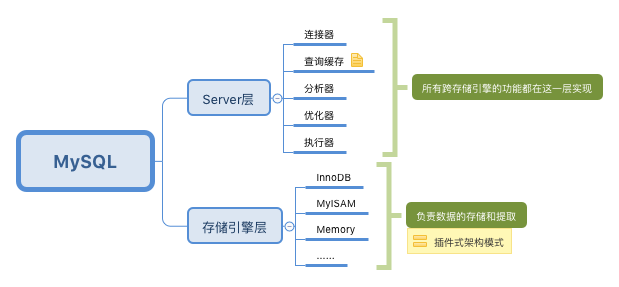 MySQL
Server层
连接器
查询缓存
分析器
优化器
执行器
所有跨存储引擎的功能都在这一层实现
存储引擎层
InnoDB
MyISAM
Memory
……
负责数据的存储和提取
插件式架构模式